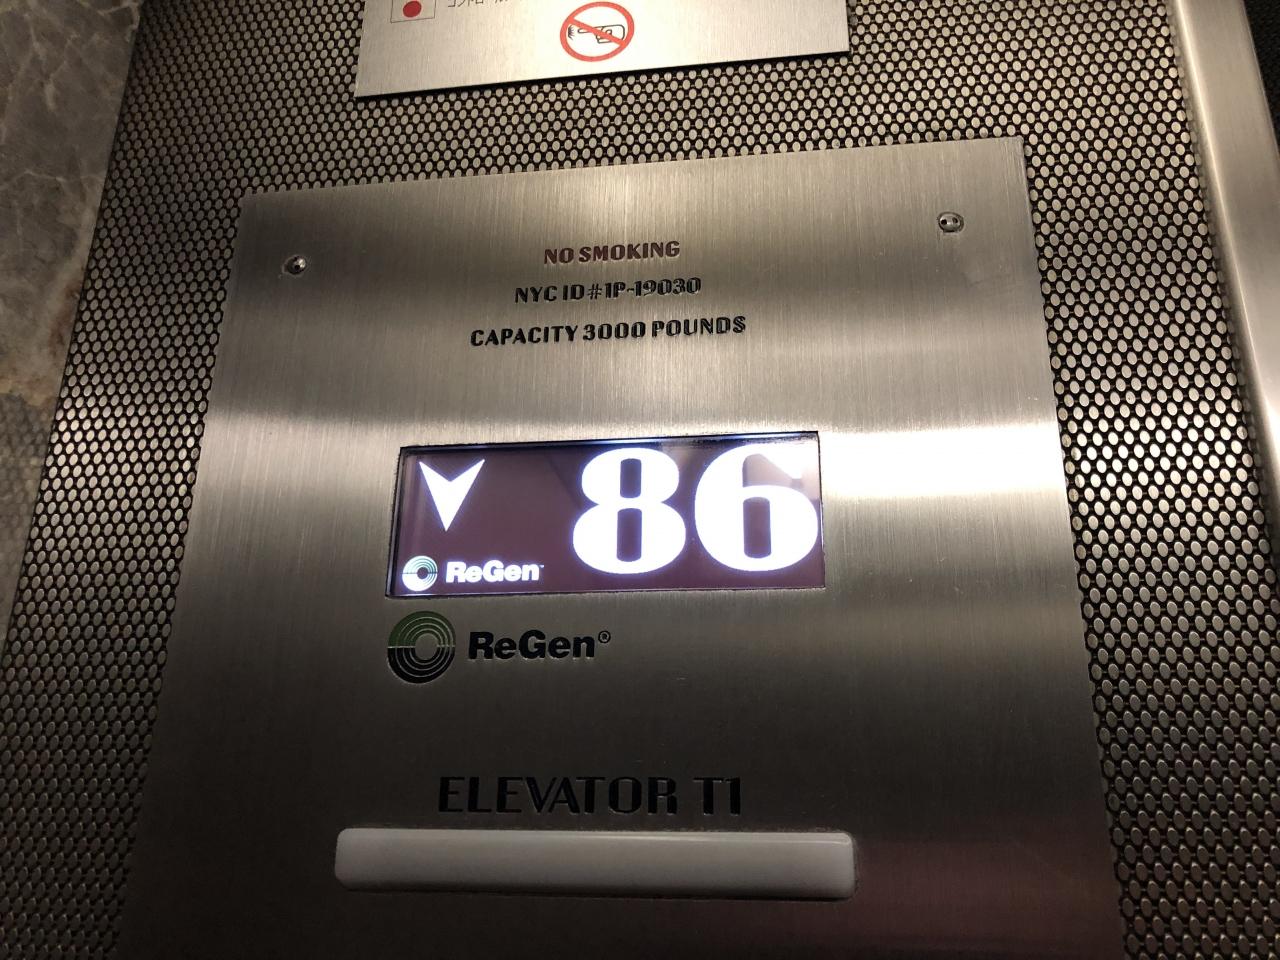 NO SMOKING
NYC ID#1P-19030
CAPACITY 3000 POUNDS
86
ReGen
ReGen®
ELEVATOR T1